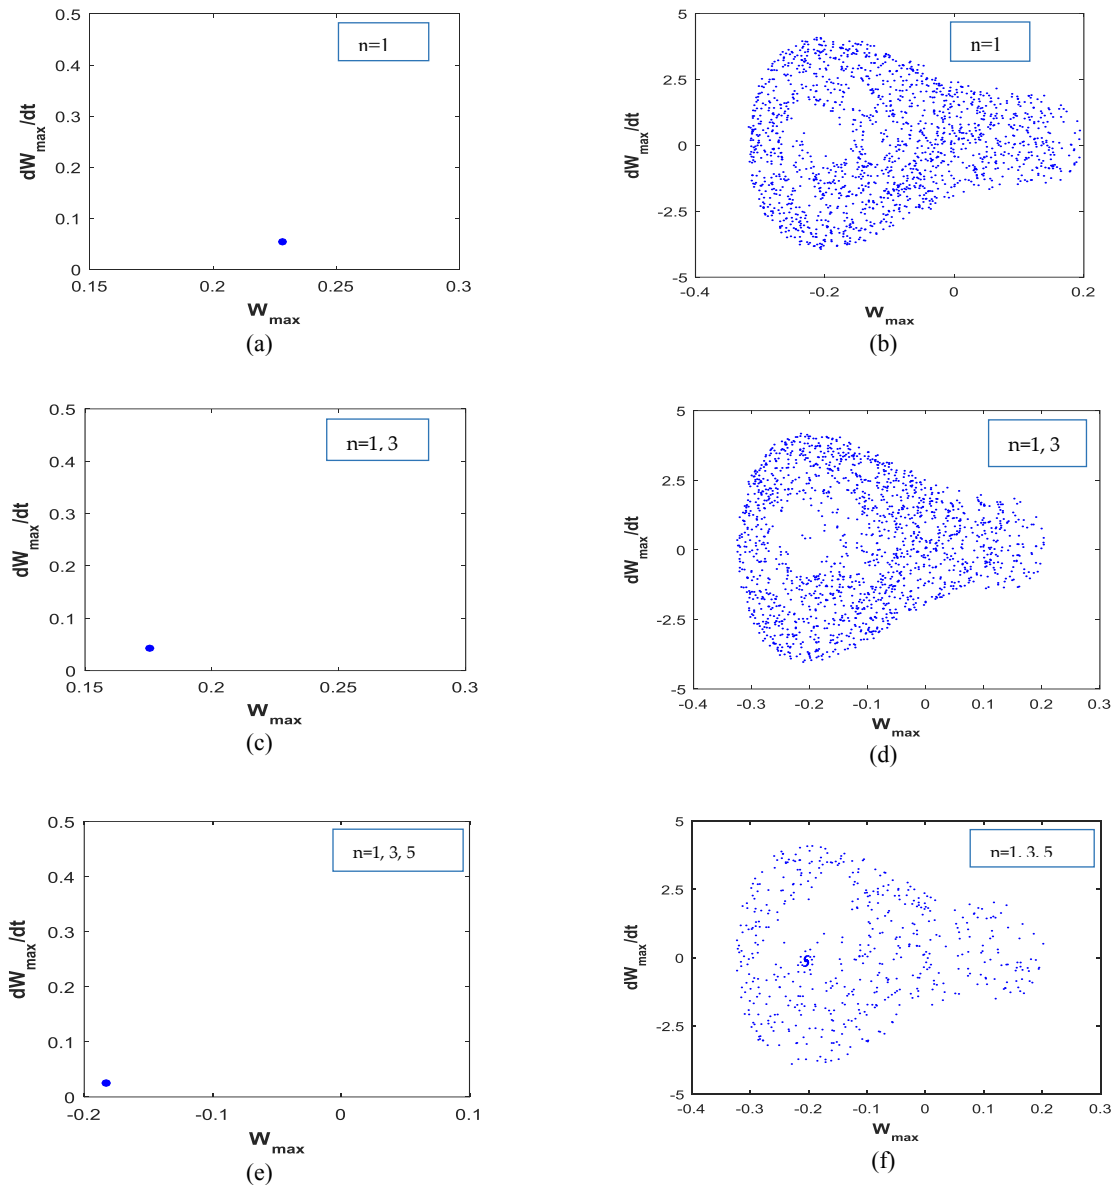 0.5
0.4
0.3
0.2
0.1
0
0.15
0.2
0.25
0.3
dW_max/dt
W_max
n=1
(a)
5
2.5
0
-2.5
-5
-0.4
-0.2
0
0.2
dW_max/dt
W_max
n=1
(b)
0.5
0.4
0.3
0.2
0.1
0
0.15
0.2
0.25
0.3
dW_max/dt
W_max
n=1, 3
(c)
5
2.5
0
-2.5
-5
-0.4
-0.3
-0.2
-0.1
0
0.1
0.2
0.3
dW_max/dt
W_max
n=1, 3
(d)
0.5
0.4
0.3
0.2
0.1
0
-0.2
-0.1
0
0.1
dW_max/dt
W_max
n=1, 3, 5
(e)
5
2.5
0
-2.5
-5
-0.4
-0.3
-0.2
-0.1
0
0.1
0.2
0.3
dW_max/dt
W_max
n=1, 3, 5
(f)